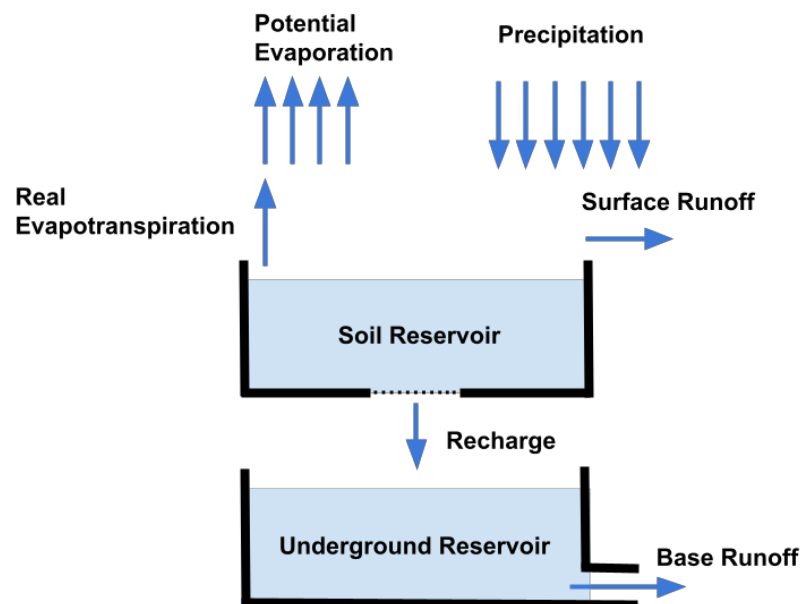 Potential
Evaporation
Precipitation
Real
Evapotranspiration
Surface Runoff
Soil Reservoir
Recharge
Underground Reservoir
Base Runoff